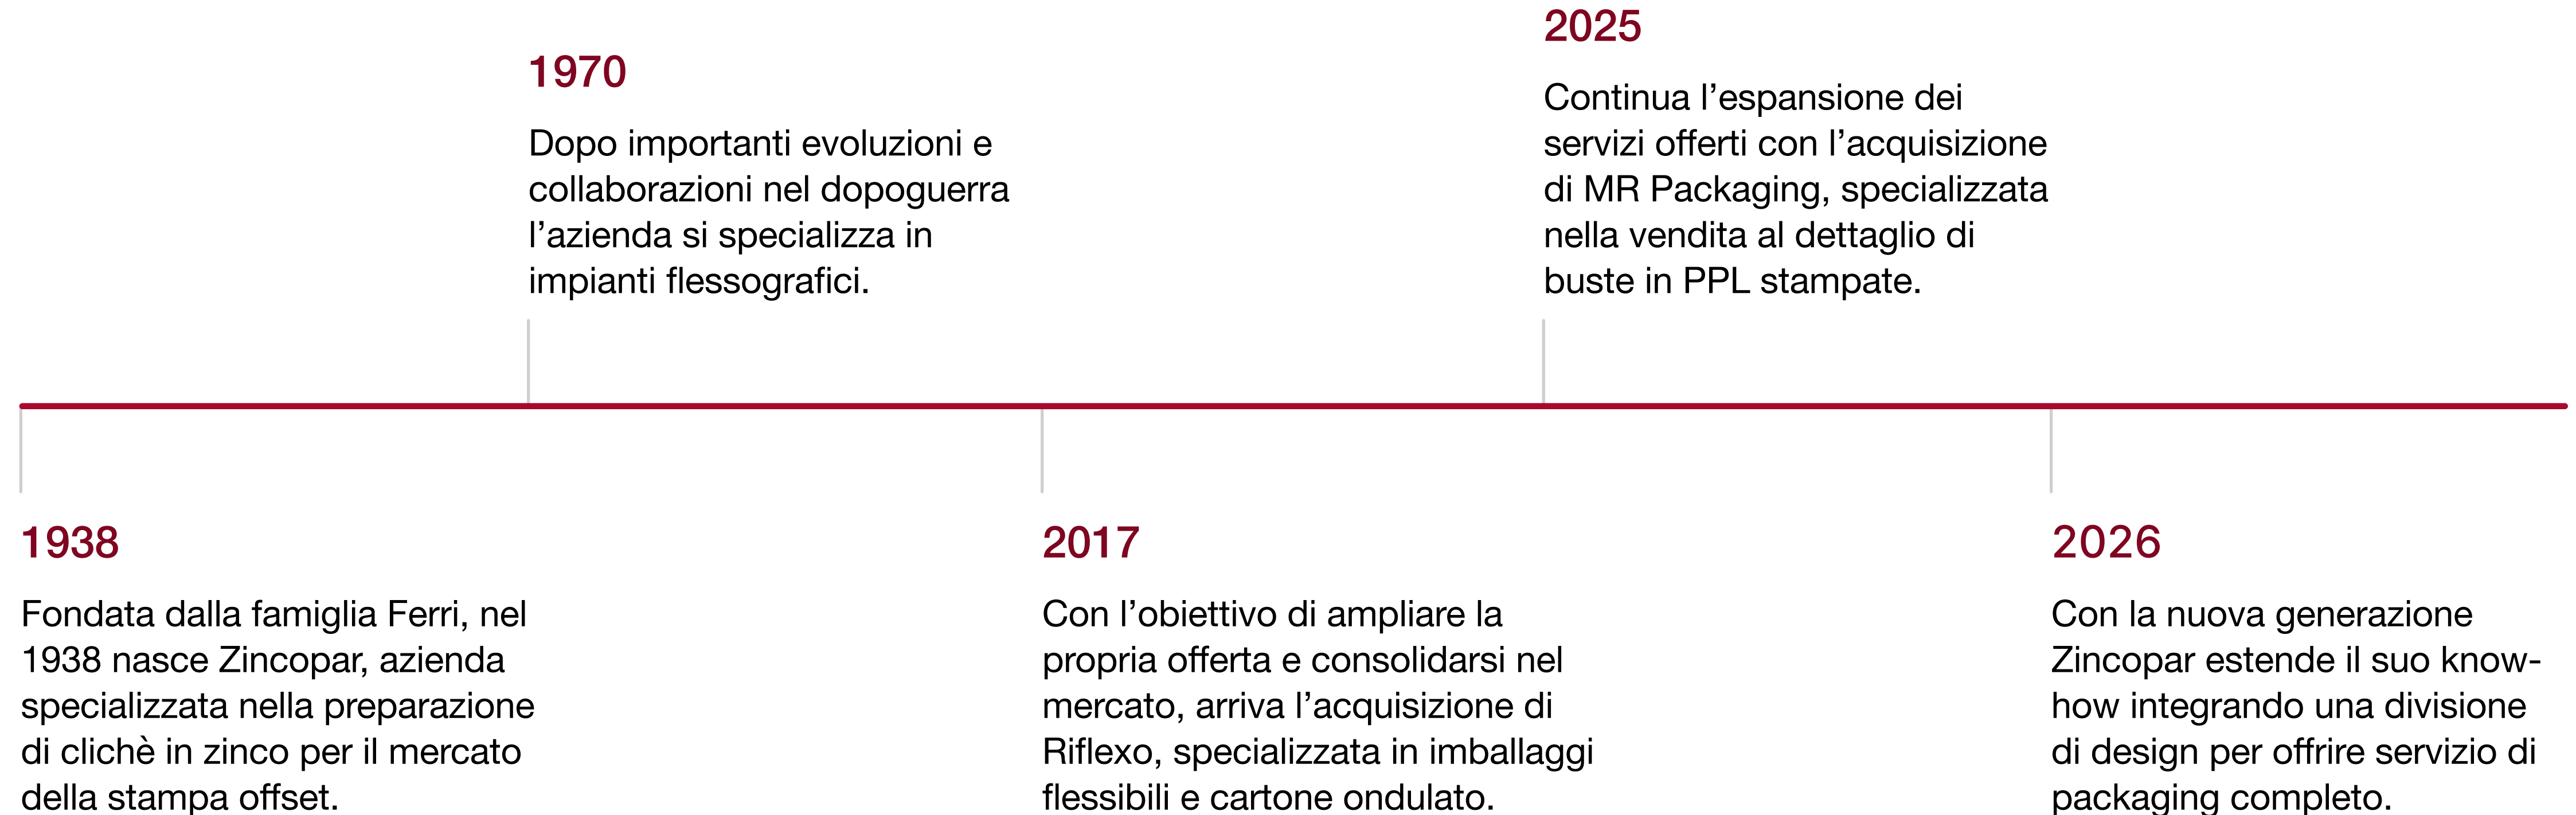 1938
Fondata dalla famiglia Ferri, nel
1938 nasce Zincopar, azienda
specializzata nella preparazione
di clichè in zinco per il mercato
della stampa offset.
1970
Dopo importanti evoluzioni e
collaborazioni nel dopoguerra
l’azienda si specializza in
impianti flessografici.
2017
Con l’obiettivo di ampliare la
propria offerta e consolidarsi nel
mercato, arriva l’acquisizione di
Riflexo, specializzata in imballaggi
flessibili e cartone ondulato.
2025
Continua l’espansione dei
servizi offerti con l’acquisizione
di MR Packaging, specializzata
nella vendita al dettaglio di
buste in PPL stampate.
2026
Con la nuova generazione
Zincopar estende il suo know-
how integrando una divisione
di design per offrire servizio di
packaging completo.